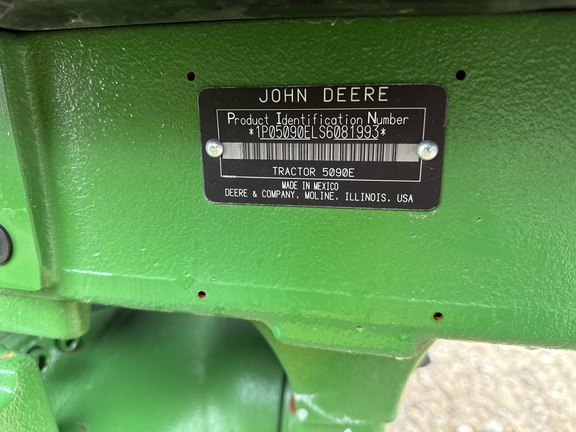 JOHN DEERE
Product Identification Number
*1P05090ELS6081993*
TRACTOR 5090E
MADE IN MEXICO
DEERE & COMPANY, MOLINE, ILLINOIS, USA